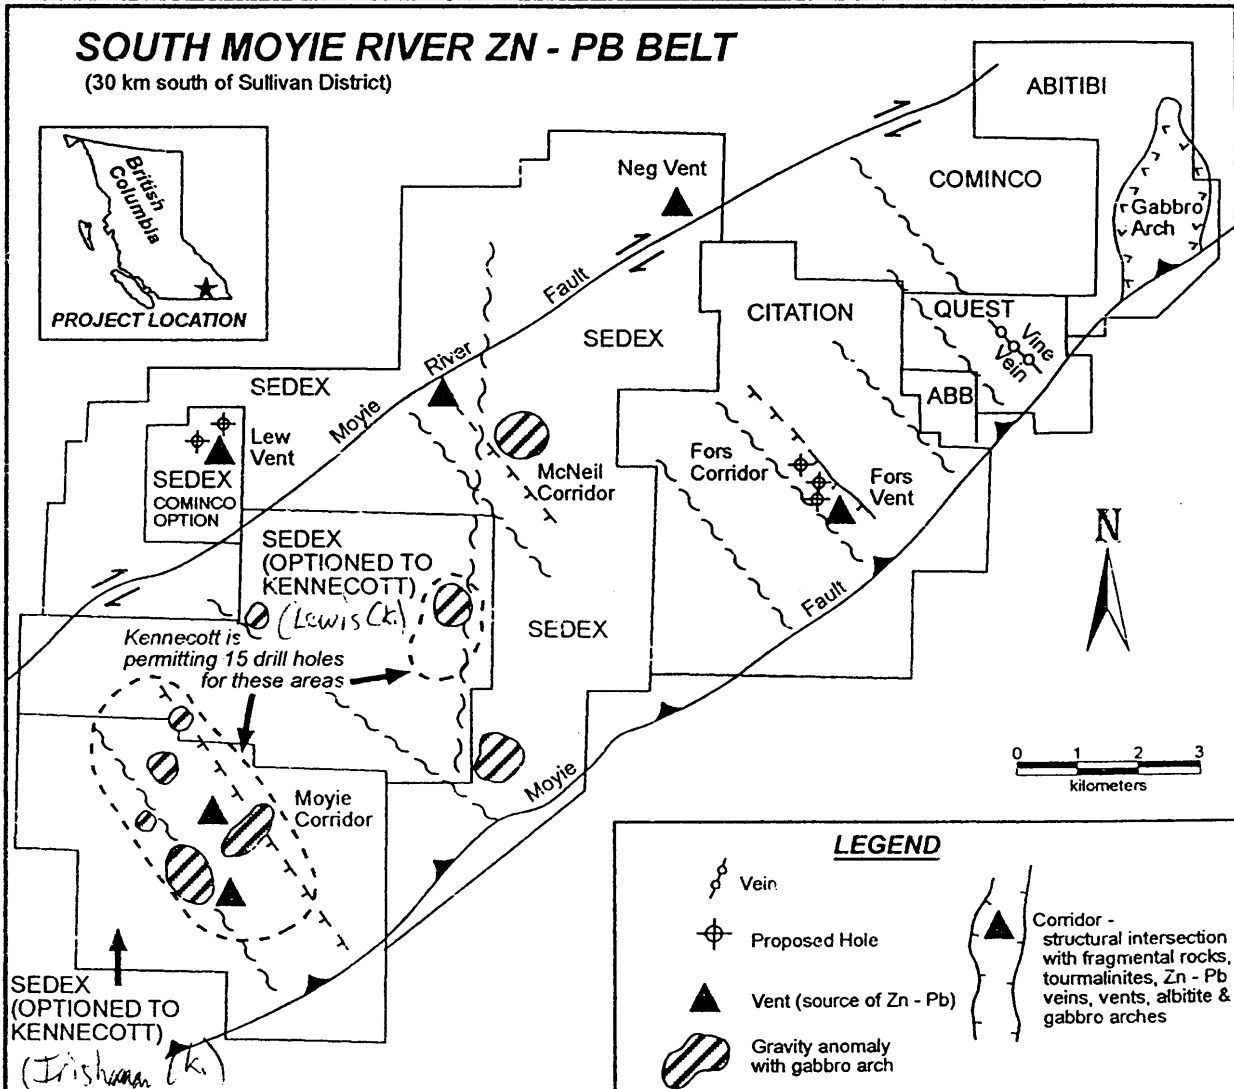 SOUTH MOYIE RIVER ZN - PB BELT
(30 km south of Sullivan District)
British
Columbia
PROJECT LOCATION
ABITIBI
COMINCO
Gabbro
Arch
Neg Vent
Moyie River Fault
SEDEX
CITATION
QUEST
Vine
Vein
ABB
SEDEX
Lew
Vent
SEDEX
COMINCO
OPTION
McNeil
Corridor
Fors
Corridor
Fors
Vent
SEDEX
(OPTIONED TO
KENNECOTT)
(Lewis Ck.)
SEDEX
Kennecott is
permitting 15 drill holes
for these areas
Moyie Fault
N
Moyie
Corridor
0 1 2 3
kilometers
SEDEX
(OPTIONED TO
KENNECOTT)
(Irishman Ck.)
LEGEND
Vein
Proposed Hole
Vent (source of Zn - Pb)
Gravity anomaly
with gabbro arch
Corridor -
structural intersection
with fragmental rocks,
tourmalinites, Zn - Pb
veins, vents, albitite &
gabbro arches